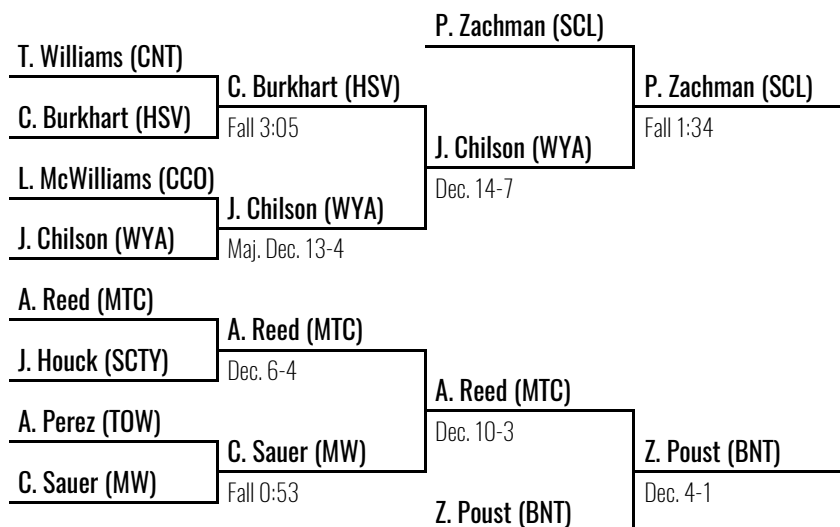 T. Williams (CNT)
C. Burkhart (HSV)
L. McWilliams (CCO)
J. Chilson (WYA)
A. Reed (MTC)
J. Houck (SCTY)
A. Perez (TOW)
C. Sauer (MW)
C. Burkhart (HSV)
Fall 3:05
J. Chilson (WYA)
Maj. Dec. 13-4
A. Reed (MTC)
Dec. 6-4
C. Sauer (MW)
Fall 0:53
P. Zachman (SCL)
J. Chilson (WYA)
Dec. 14-7
A. Reed (MTC)
Dec. 10-3
Z. Poust (BNT)
P. Zachman (SCL)
Fall 1:34
Z. Poust (BNT)
Dec. 4-1